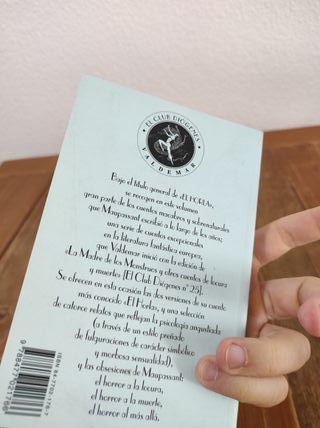 EL CLUB DIÓGENES
VALDEMAR
Bajo el título general de «EL HORLA»,
se recogen en este volumen
gran parte de los cuentos macabros y sobrenaturales
que Maupassant escribió a lo largo de los años;
una serie de cuentos excepcionales
en la literatura fantástica europea,
que Valdemar inició con la edición de
«La Madre de los Monstruos y otros cuentos de locura
y muerte» [El Club Diógenes nº 25].
Se ofrecen en esta ocasión las dos versiones de su cuento
más conocido «El Horla», y una selección
de catorce relatos que reflejan la psicología angustiada
(a través de un estilo preñado
de fulguraciones de carácter simbólico
y morbosa sensualidad),
y las obsesiones de Maupassant:
el horror a la locura,
el horror a la muerte,
el horror al más allá.